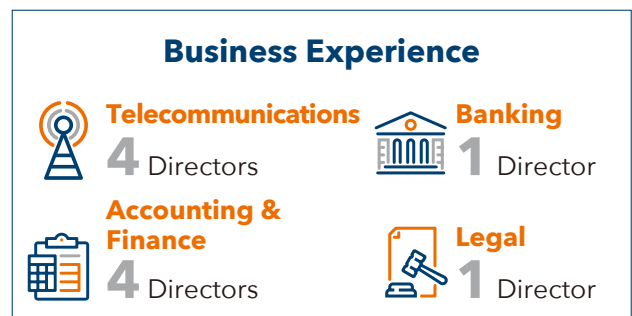 Business Experience
Telecommunications
4 Directors
Banking
1 Director
Accounting &
Finance
4 Directors
Legal
1 Director